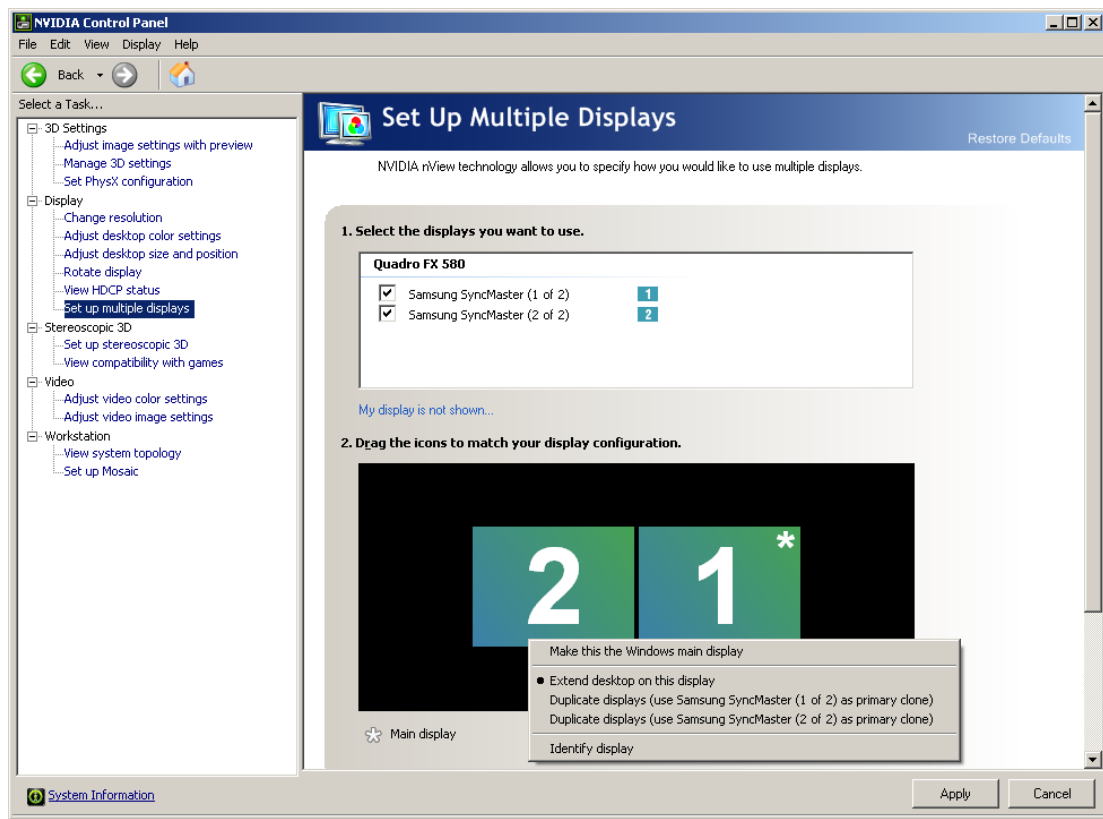 NVIDIA Control Panel
File Edit View Display Help
Back
Select a Task...
3D Settings
Adjust image settings with preview
Manage 3D settings
Set PhysX configuration
Display
Change resolution
Adjust desktop color settings
Adjust desktop size and position
Rotate display
View HDCP status
Set up multiple displays
Stereoscopic 3D
Set up stereoscopic 3D
View compatibility with games
Video
Adjust video color settings
Adjust video image settings
Workstation
View system topology
Set up Mosaic
Set Up Multiple Displays
Restore Defaults
NVIDIA nView technology allows you to specify how you would like to use multiple displays.
1. Select the displays you want to use.
Quadro FX 580
Samsung SyncMaster (1 of 2) 1
Samsung SyncMaster (2 of 2) 2
My display is not shown...
2. Drag the icons to match your display configuration.
2 1 *
Make this the Windows main display
Extend desktop on this display
Duplicate displays (use Samsung SyncMaster (1 of 2) as primary clone)
Duplicate displays (use Samsung SyncMaster (2 of 2) as primary clone)
Identify display
Main display
System Information
Apply Cancel